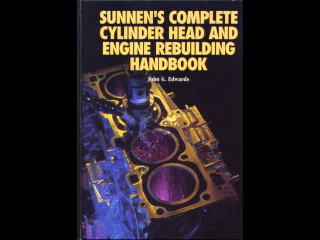 SUNNEN'S COMPLETE
CYLINDER HEAD AND
ENGINE REBUILDING
HANDBOOK
John G. Edwards